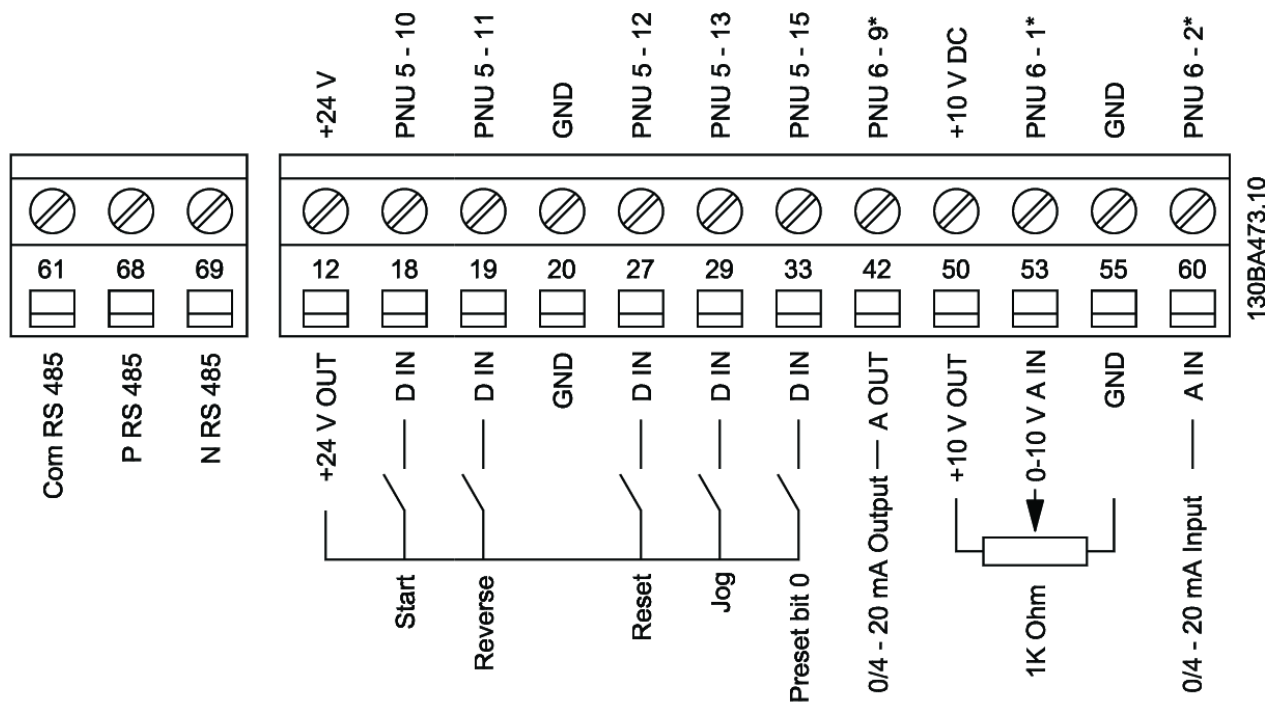 +24 V
PNU 5 - 10
PNU 5 - 11
GND
PNU 5 - 12
PNU 5 - 13
PNU 5 - 15
PNU 6 - 9*
+10 V DC
PNU 6 - 1*
GND
PNU 6 - 2*
61
68
69
12
18
19
20
27
29
33
42
50
53
55
60
130BA473.10
Com RS 485
P RS 485
N RS 485
+24 V OUT
D IN
D IN
GND
D IN
D IN
D IN
A OUT
+10 V OUT
0-10 V A IN
GND
A IN
Start
Reverse
Reset
Jog
Preset bit 0
0/4 - 20 mA Output
1K Ohm
0/4 - 20 mA Input